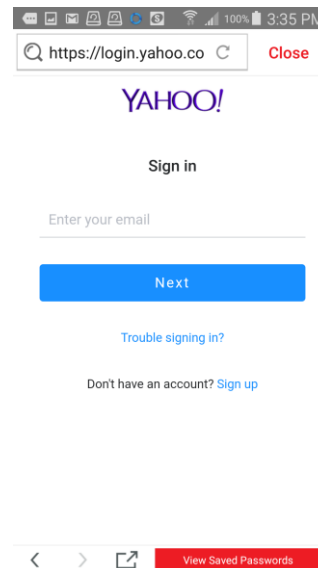 100% 3:35 PM
https://login.yahoo.co Close
YAHOO!
Sign in
Enter your email
Next
Trouble signing in?
Don't have an account? Sign up
View Saved Passwords